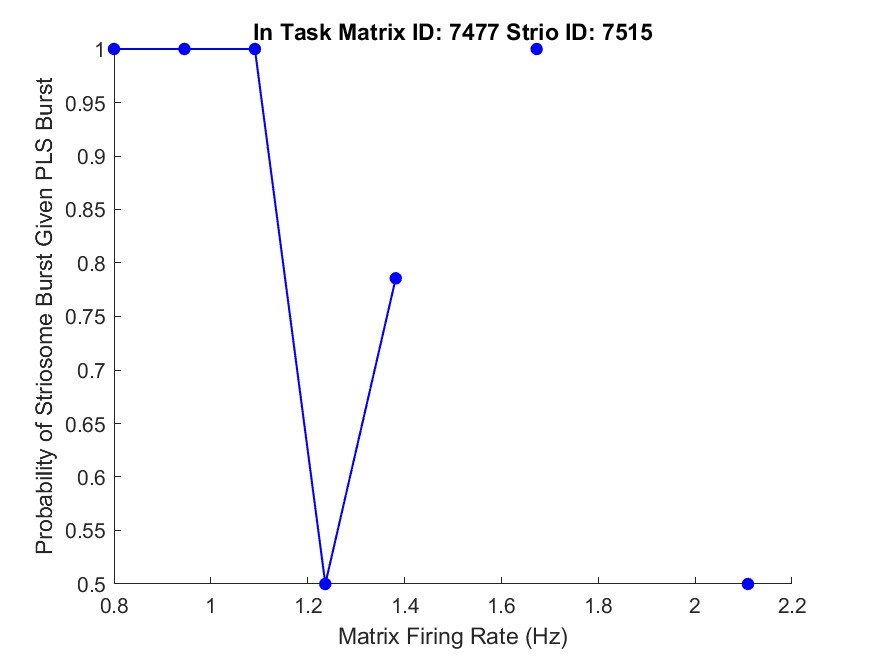 In Task Matrix ID: 7477 Strio ID: 7515
Probability of Striosome Burst Given PLS Burst
1
0.95
0.9
0.85
0.8
0.75
0.7
0.65
0.6
0.55
0.5
0.8 1 1.2 1.4 1.6 1.8 2 2.2
Matrix Firing Rate (Hz)